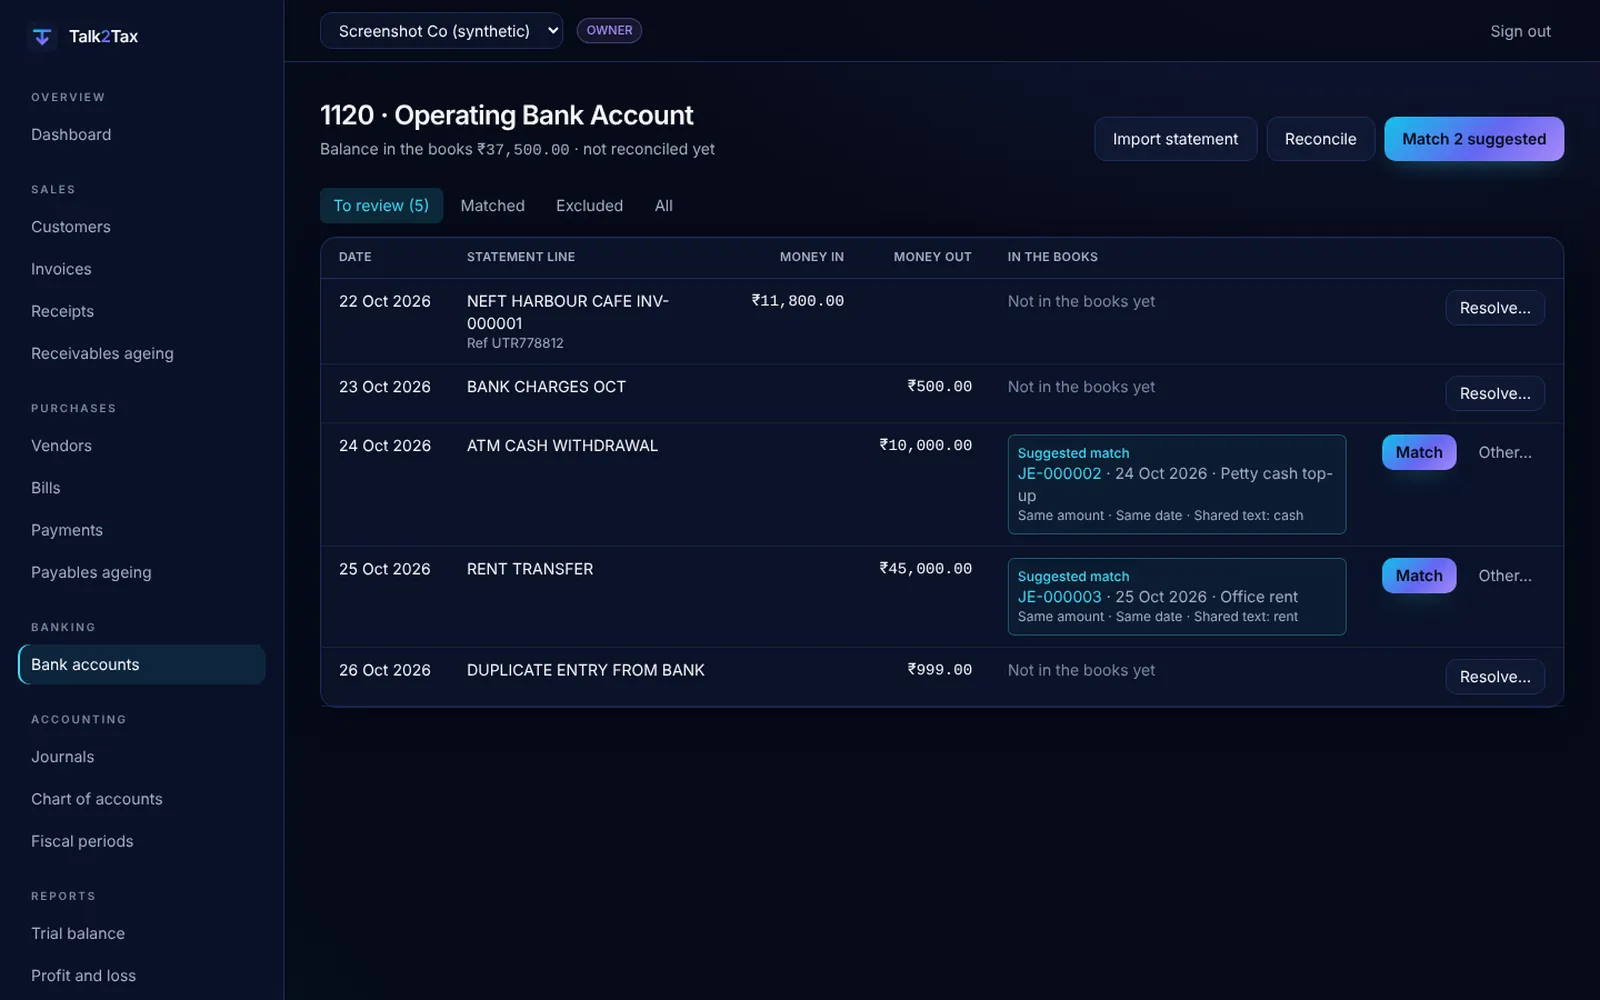 Talk2Tax
Screenshot Co (synthetic)
OWNER
Sign out
OVERVIEW
Dashboard
SALES
Customers
Invoices
Receipts
Receivables ageing
PURCHASES
Vendors
Bills
Payments
Payables ageing
BANKING
Bank accounts
ACCOUNTING
Journals
Chart of accounts
Fiscal periods
REPORTS
Trial balance
Profit and loss
1120 · Operating Bank Account
Balance in the books ₹37,500.00 · not reconciled yet
Import statement
Reconcile
Match 2 suggested
To review (5) Matched Excluded All
DATE STATEMENT LINE MONEY IN MONEY OUT IN THE BOOKS
22 Oct 2026 NEFT HARBOUR CAFE INV- ₹11,800.00 Not in the books yet Resolve...
000001
Ref UTR778812
23 Oct 2026 BANK CHARGES OCT ₹500.00 Not in the books yet Resolve...
24 Oct 2026 ATM CASH WITHDRAWAL ₹10,000.00 Suggested match Match Other...
JE-000002 · 24 Oct 2026 · Petty cash top-
up
Same amount · Same date · Shared text: cash
25 Oct 2026 RENT TRANSFER ₹45,000.00 Suggested match Match Other...
JE-000003 · 25 Oct 2026 · Office rent
Same amount · Same date · Shared text: rent
26 Oct 2026 DUPLICATE ENTRY FROM BANK ₹999.00 Not in the books yet Resolve...